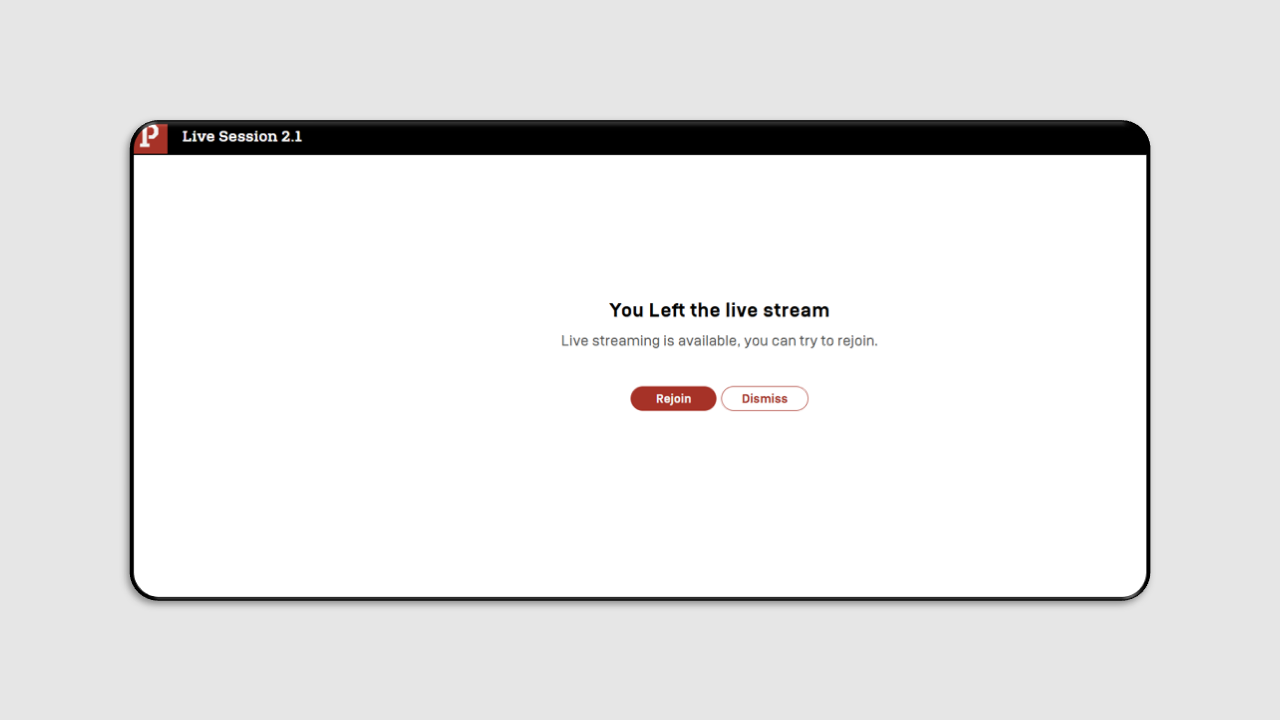 P
Live Session 2.1
You Left the live stream
Live streaming is available, you can try to rejoin.
Rejoin Dismiss